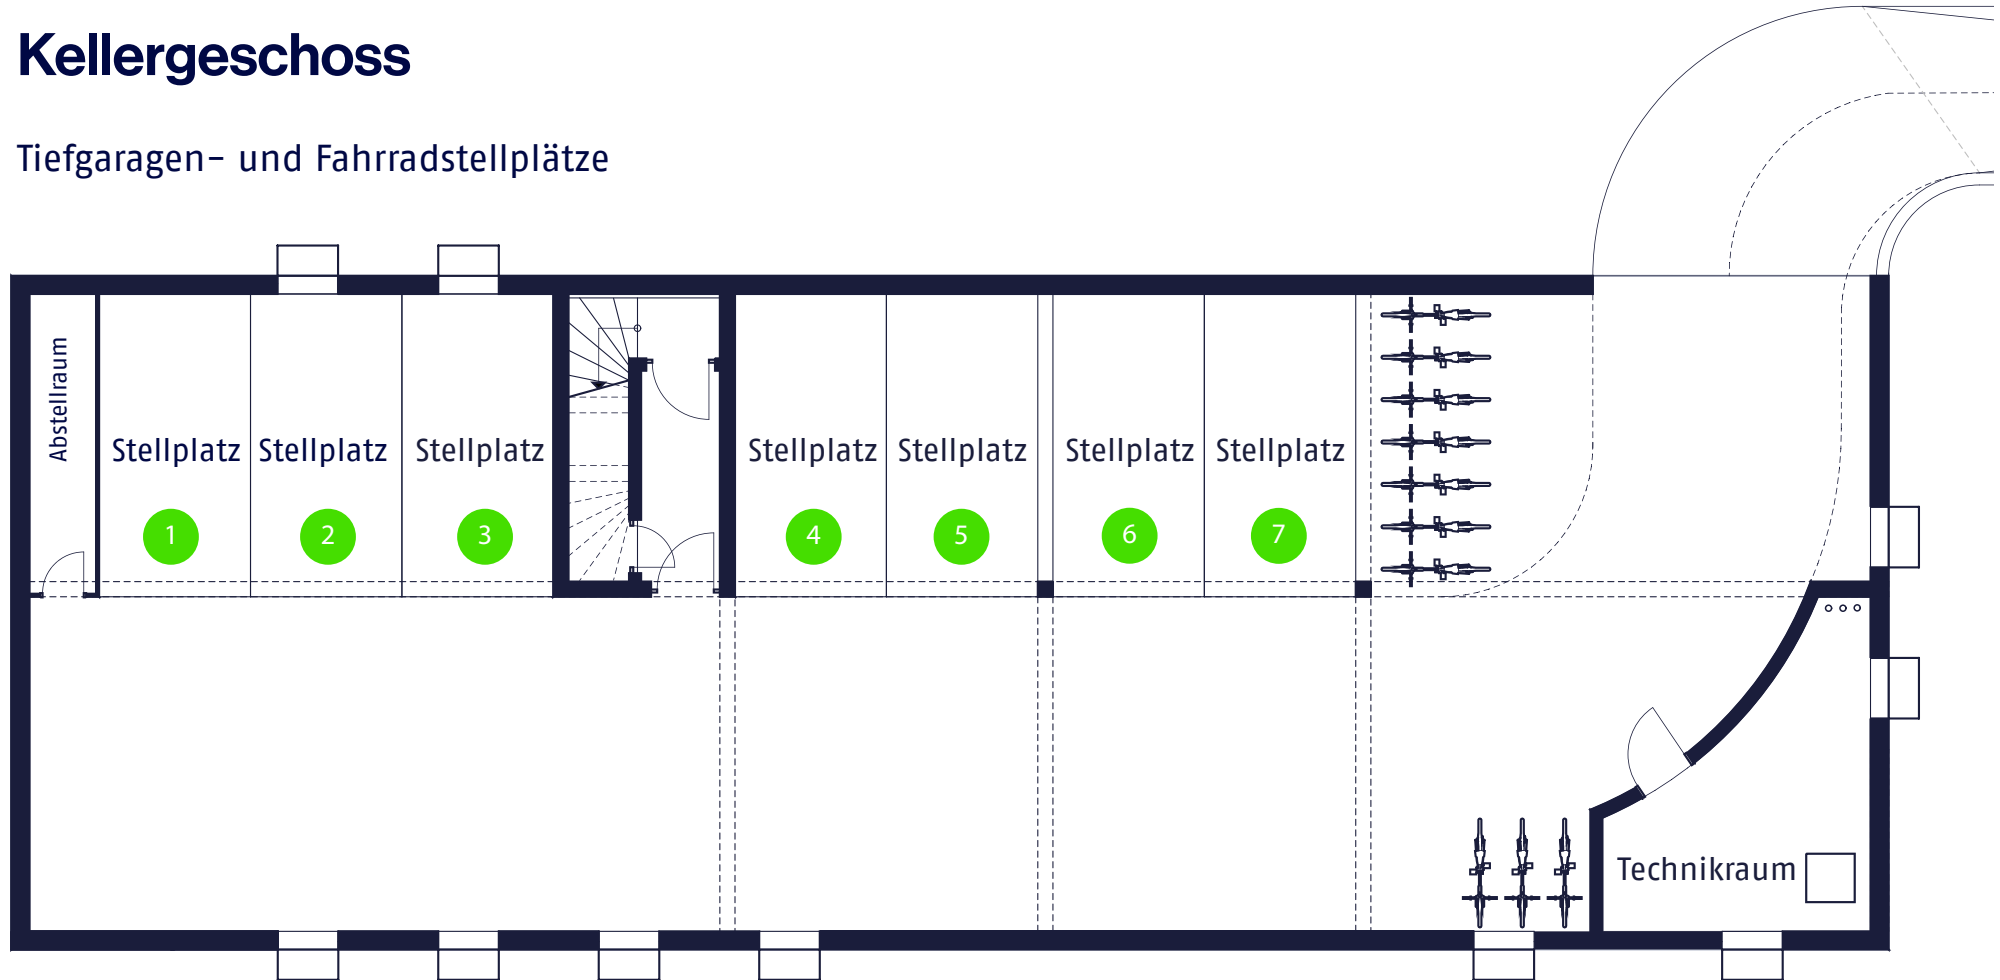 Kellergeschoss
Tiefgaragen- und Fahrradstellplätze
Abstellraum
Stellplatz
1
Stellplatz
2
Stellplatz
3
Stellplatz
4
Stellplatz
5
Stellplatz
6
Stellplatz
7
Technikraum